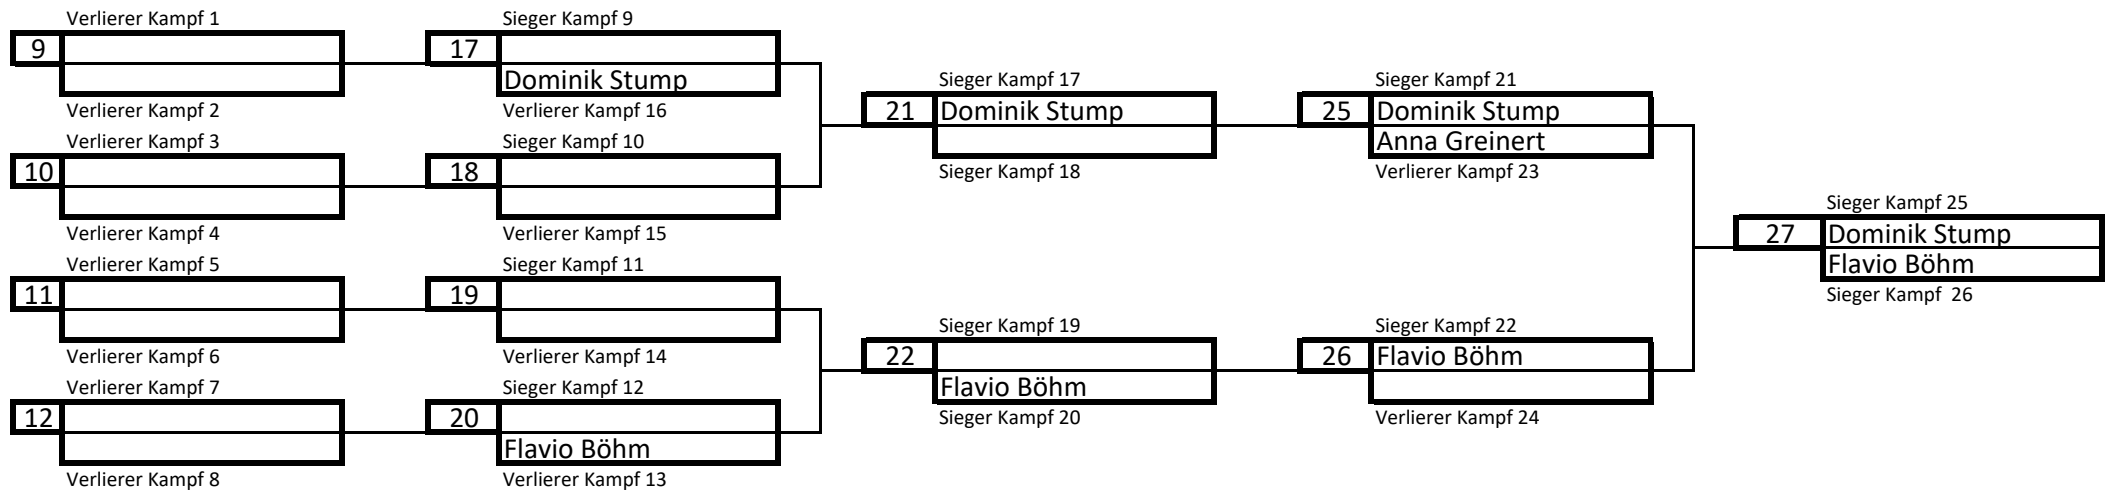 Verlierer Kampf 1
9
Verlierer Kampf 2
Verlierer Kampf 3
10
Verlierer Kampf 4
Verlierer Kampf 5
11
Verlierer Kampf 6
Verlierer Kampf 7
12
Verlierer Kampf 8
Sieger Kampf 9
17
Dominik Stump
Verlierer Kampf 16
Sieger Kampf 10
18
Verlierer Kampf 15
Sieger Kampf 11
19
Verlierer Kampf 14
Sieger Kampf 12
20
Flavio Böhm
Verlierer Kampf 13
Sieger Kampf 17
21 Dominik Stump
Sieger Kampf 18
Sieger Kampf 19
22
Flavio Böhm
Sieger Kampf 20
Sieger Kampf 21
25 Dominik Stump
Anna Greinert
Verlierer Kampf 23
Sieger Kampf 22
26 Flavio Böhm
Verlierer Kampf 24
Sieger Kampf 25
27 Dominik Stump
Flavio Böhm
Sieger Kampf 26